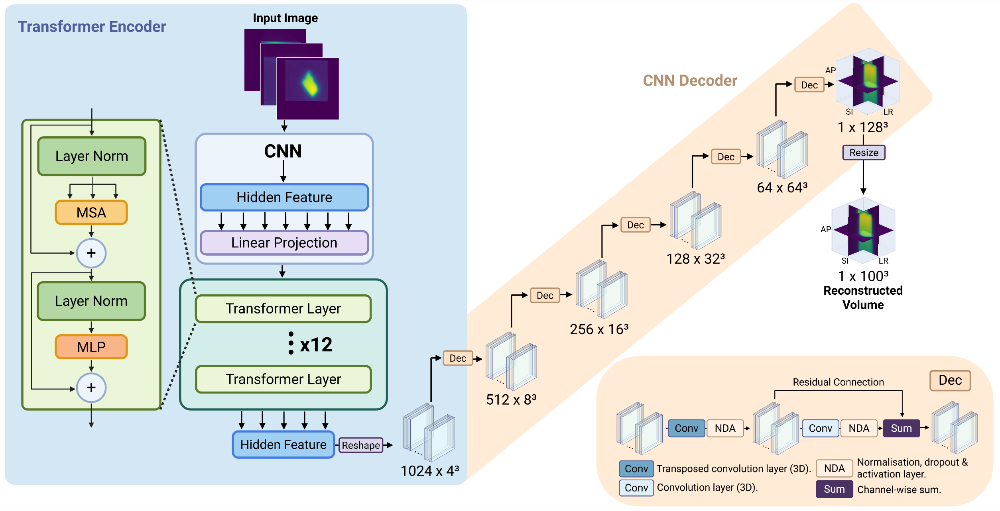 Transformer Encoder
Input Image
Layer Norm
MSA
+
Layer Norm
MLP
+
CNN
Hidden Feature
Linear Projection
Transformer Layer
x12
Transformer Layer
Hidden Feature
Reshape
1024 x 4³
CNN Decoder
Dec
512 x 8³
Dec
256 x 16³
Dec
128 x 32³
Dec
64 x 64³
Dec
AP
SI
LR
1 x 128³
Resize
AP
SI
LR
1 x 100³
Reconstructed
Volume
Dec
Residual Connection
Conv
NDA
Conv
NDA
Sum
Conv
Transposed convolution layer (3D).
Conv
Convolution layer (3D).
NDA
Normalisation, dropout &
activation layer.
Sum
Channel-wise sum.